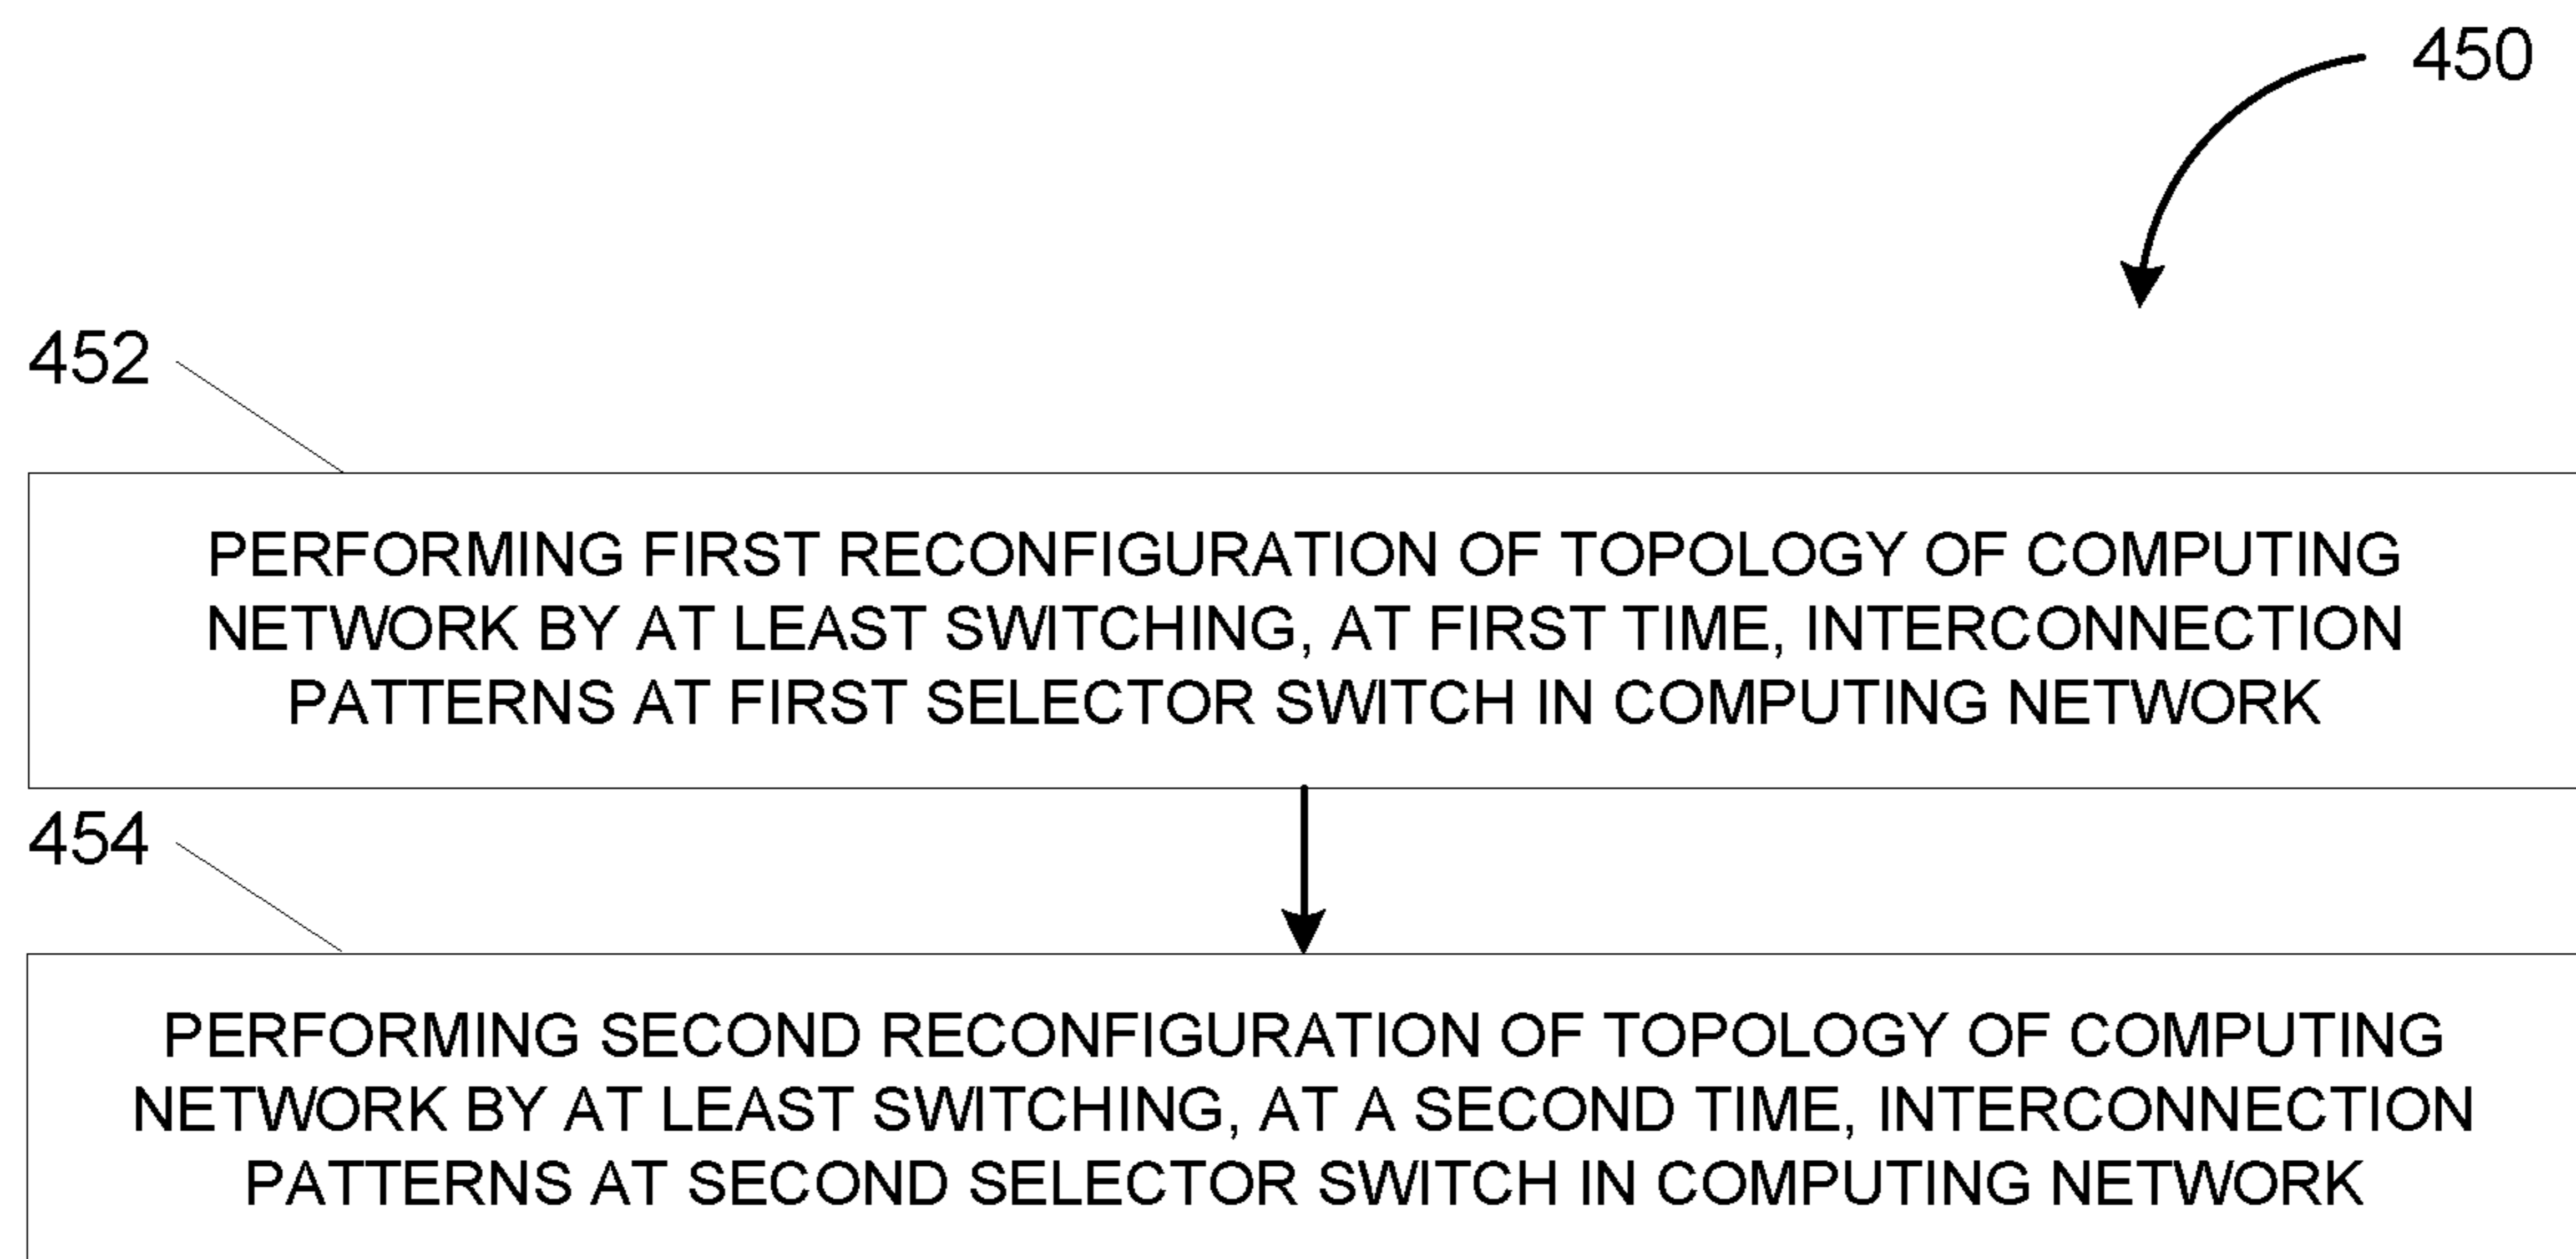 450
452
PERFORMING FIRST RECONFIGURATION OF TOPOLOGY OF COMPUTING
NETWORK BY AT LEAST SWITCHING, AT FIRST TIME, INTERCONNECTION
PATTERNS AT FIRST SELECTOR SWITCH IN COMPUTING NETWORK
454
PERFORMING SECOND RECONFIGURATION OF TOPOLOGY OF COMPUTING
NETWORK BY AT LEAST SWITCHING, AT A SECOND TIME, INTERCONNECTION
PATTERNS AT SECOND SELECTOR SWITCH IN COMPUTING NETWORK